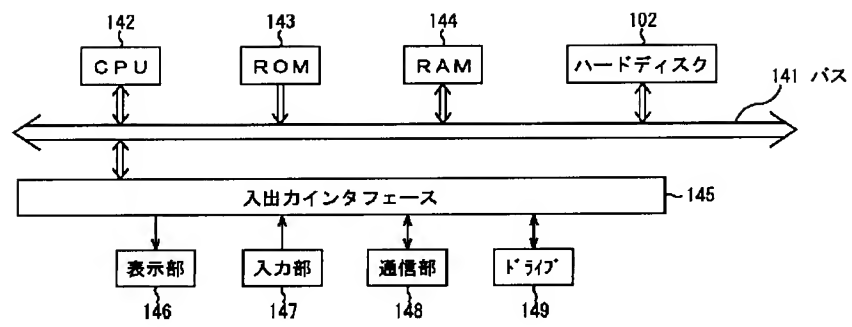 142 143 144 102
ＣＰＵ ＲＯＭ ＲＡＭ ハードディスク
141 バス
入出力インタフェース 145
表示部 入力部 通信部 ﾄﾞﾗｲﾌﾞ
146 147 148 149